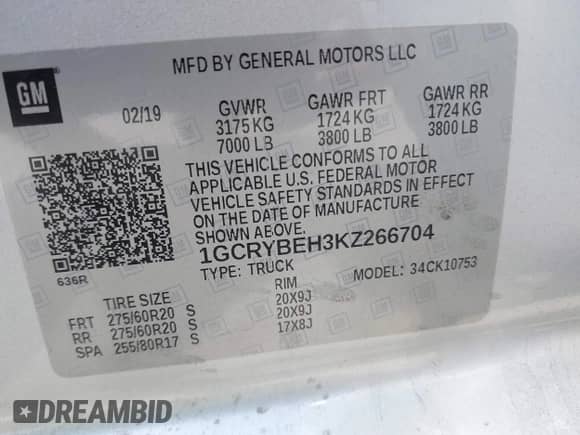 MFD BY GENERAL MOTORS LLC
GM
02/19 GVWR GAWR FRT GAWR RR
3175 KG 1724 KG 1724 KG
7000 LB 3800 LB 3800 LB
THIS VEHICLE CONFORMS TO ALL
APPLICABLE U.S. FEDERAL MOTOR
VEHICLE SAFETY STANDARDS IN EFFECT
ON THE DATE OF MANUFACTURE
SHOWN ABOVE.
1GCRYBEH3KZ266704
636R TYPE: TRUCK MODEL: 34CK10753
TIRE SIZE RIM
FRT 275/60R20 S 20X9J
RR 275/60R20 S 20X9J
SPA 255/80R17 S 17X8J
DREAMBID